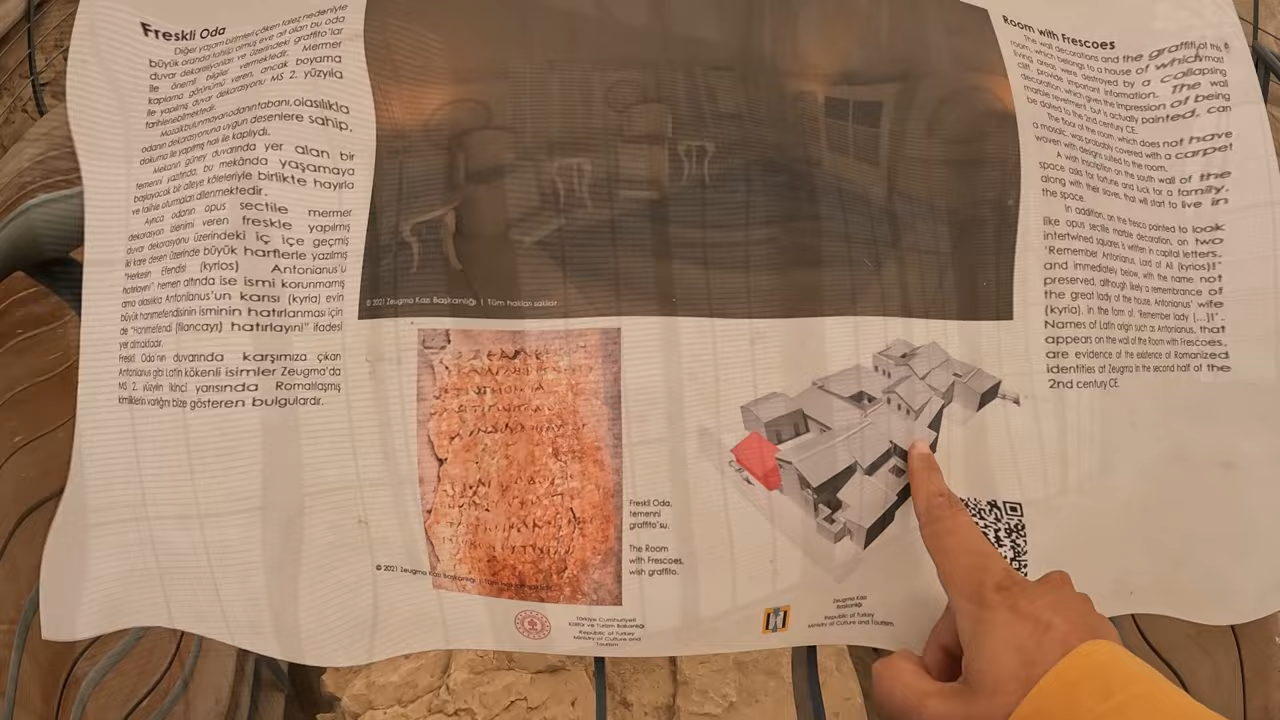 Freskli Oda
Diğer yaşam birimleri çöken falez nedeniyle
büyük oranda tahrip olmuş eve ait alan bu oda
duvar dekorasyonları ve üzerindeki graffito'lar
ile önemli bilgiler vermektedir. Mermer
kaplama görünümü veren, ancak boyama
ile yapılmış duvar dekorasyonu MS 2. yüzyıla
tarihlenebilmektedir.
Mozaik bulunmayan odanın tabanı, olasılıkla
odanın dekorasyonuna uygun desenlere sahip,
dokuma ile yapılmış halı ile kaplıydı.
Mekanın güney duvarında yer alan bir
temenni yazıtında, bu mekânda yaşamaya
başlayacak bir aileye köleleriyle birlikte hayırla
ve talihle oturmaları dilenmektedir.
Ayrıca odanın opus sectile mermer
dekorasyon izlenimi veren freskle yapılmış
duvar dekorasyonu üzerindeki iç içe geçmiş
iki kare desen üzerinde büyük harflerle yazılmış
"Herkesin Efendisi (kyrios) Antonianus'u
hatırlayın!" hemen altında ise ismi korunmamış
ama olasılıkla Antonianus'un karısı (kyria) evin
büyük hanımefendisinin isminin hatırlanması için
de "Hanımefendi (filancayı) hatırlayın!" ifadesi
yer almaktadır.
Freskli Oda'nın duvarında karşımıza çıkan
Antonianus gibi Latin kökenli isimler Zeugma'da
MS 2. yüzyılın ikinci yarısında Romalılaşmış
kimliklerin varlığını bize gösteren bulgulardır.
© 2021 Zeugma Kazı Başkanlığı | Tüm hakları saklıdır.
© 2021 Zeugma Kazı Başkanlığı | Tüm hakları saklıdır.
Freskli Oda,
temenni
graffito'su.
The Room
with Frescoes,
wish graffito.
Türkiye Cumhuriyeti
Kültür ve Turizm Bakanlığı
Republic of Turkey
Ministry of Culture and
Tourism
Zeugma Kazı
Başkanlığı
Republic of Turkey
Ministry of Culture and Tourism
Room with Frescoes
The wall decorations and the graffiti of this
room, which belongs to a house of which most
living areas were destroyed by a collapsing
cliff, provide important information. The wall
decoration, which gives the impression of being
marble revetment, but is actually painted, can
be dated to the 2nd century CE.
The floor of the room, which does not have
a mosaic, was probably covered with a carpet
woven with designs suited to the room.
A wish inscription on the south wall of the
space asks for fortune and luck for a family,
along with their slaves, that will start to live in
the space.
In addition, on the fresco painted to look
like opus sectile marble decoration, on two
intertwined squares is written in capital letters,
"Remember Antonianus, Lord of All (kyrios)!"
and immediately below, with the name not
preserved, although likely a remembrance of
the great lady of the house, Antonianus' wife
(kyria), in the form of, "Remember lady (...)!".
Names of Latin origin such as Antonianus, that
appears on the wall of the Room with Frescoes,
are evidence of the existence of Romanized
identities at Zeugma in the second half of the
2nd century CE.